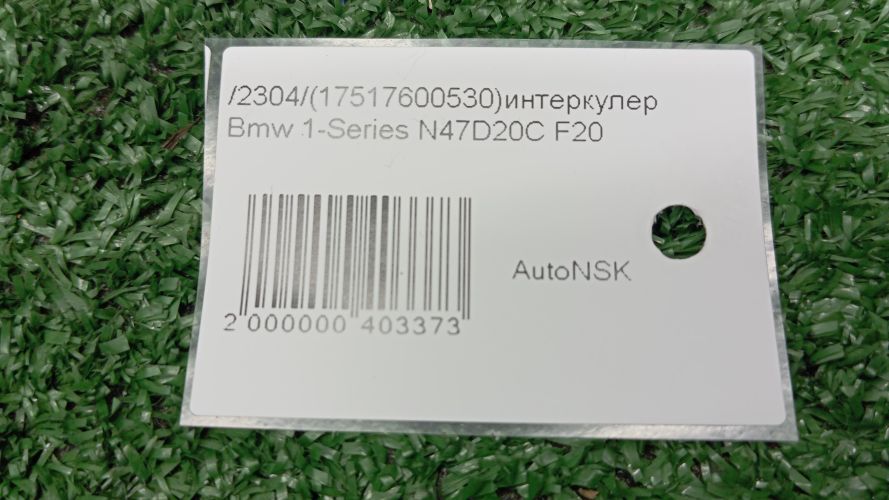 /2304/(17517600530)интеркулер
Bmw 1-Series N47D20C F20
AutoNSK
2 000000 403373